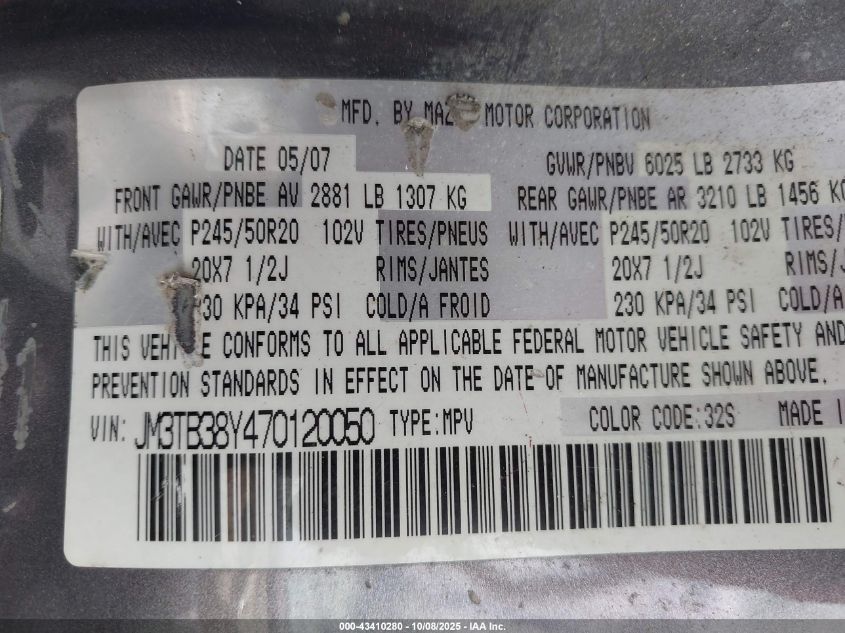 MFD. BY MAZ MOTOR CORPORATION
DATE 05/07 GVWR/PNBV 6025 LB 2733 KG
FRONT GAWR/PNBE AV 2881 LB 1307 KG REAR GAWR/PNBE AR 3210 LB 1456 KG
WITH/AVEC P245/50R20 102V TIRES/PNEUS WITH/AVEC P245/50R20 102V TIRES/
20X7 1/2J RIMS/JANTES 20X7 1/2J RIMS/J
230 KPA/34 PSI COLD/A FROID 230 KPA/34 PSI COLD/A
THIS VEHICLE CONFORMS TO ALL APPLICABLE FEDERAL MOTOR VEHICLE SAFETY AND
PREVENTION STANDARDS IN EFFECT ON THE DATE OF MANUFACTURE SHOWN ABOVE.
VIN: JM3TB38Y470120050 TYPE:MPV COLOR CODE:32S MADE I
000-43410280 - 10/08/2025 - IAA Inc.